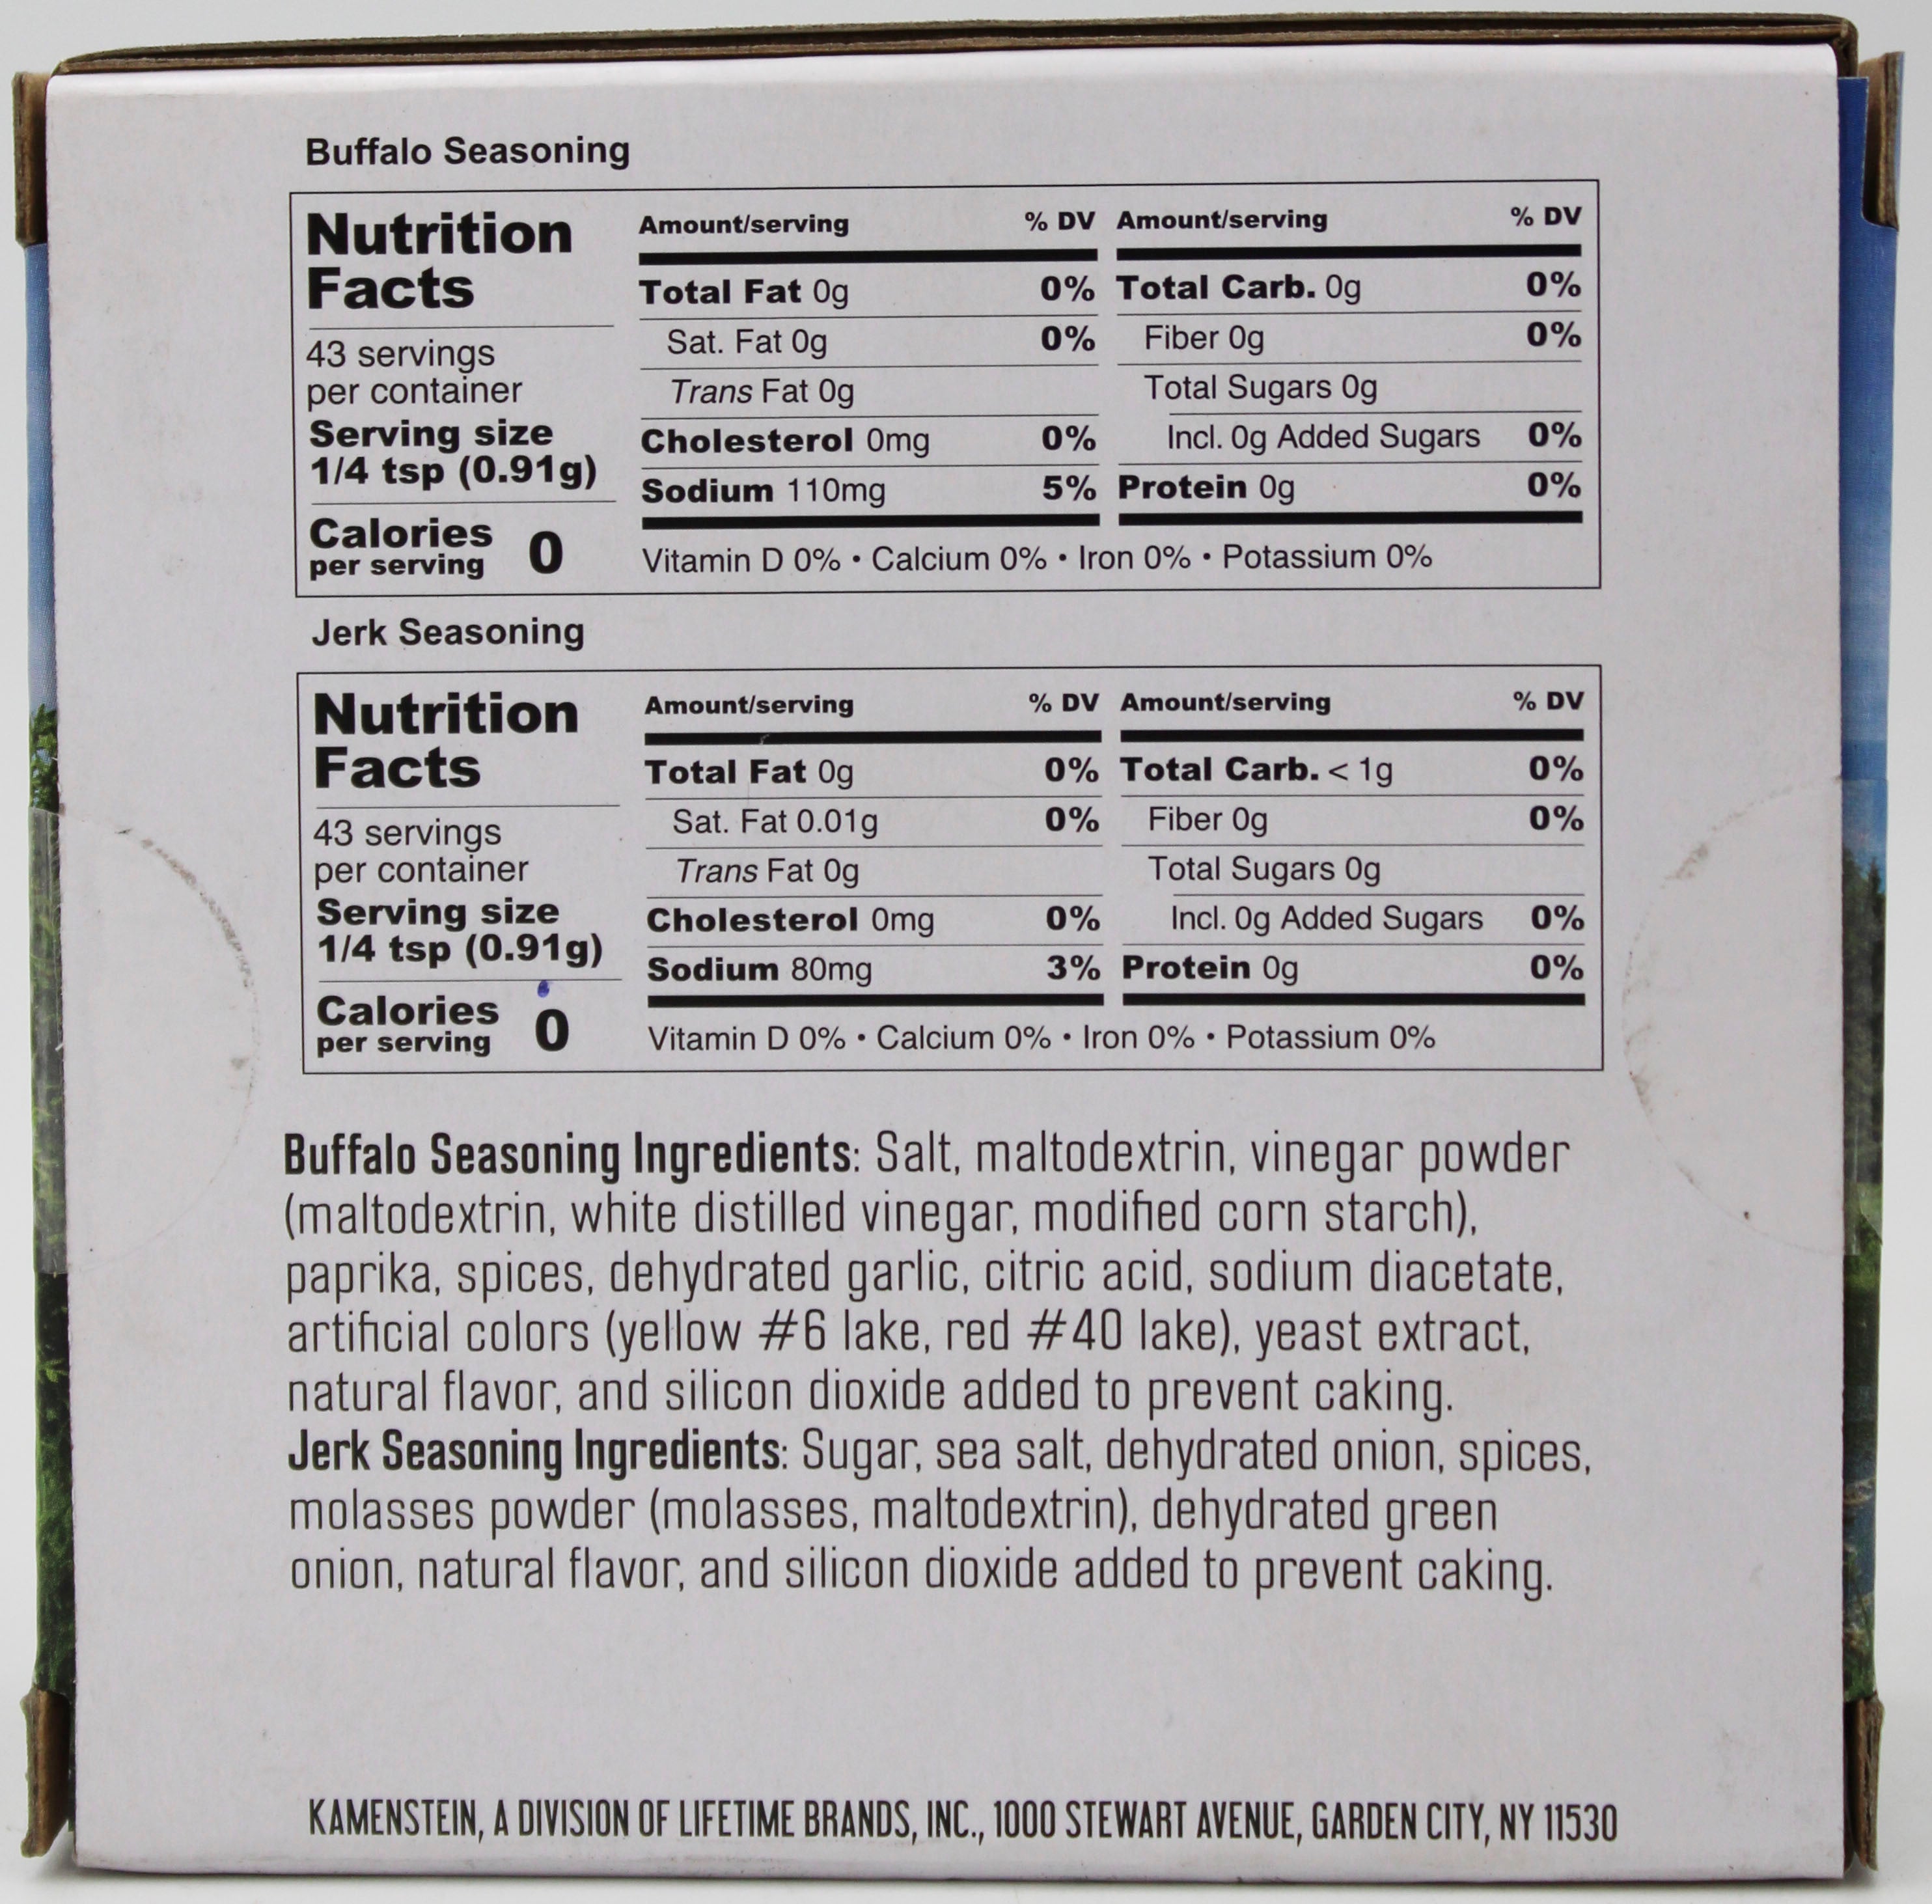 Buffalo Seasoning
Nutrition
Facts
43 servings
per container
Serving size
1/4 tsp (0.91g)
Calories
per serving 0
Amount/serving % DV
Total Fat 0g 0%
Sat. Fat 0g 0%
Trans Fat 0g
Cholesterol 0mg 0%
Sodium 110mg 5%
Amount/serving % DV
Total Carb. 0g 0%
Fiber 0g 0%
Total Sugars 0g
Incl. 0g Added Sugars 0%
Protein 0g 0%
Vitamin D 0% • Calcium 0% • Iron 0% • Potassium 0%
Jerk Seasoning
Nutrition
Facts
43 servings
per container
Serving size
1/4 tsp (0.91g)
Calories
per serving 0
Amount/serving % DV
Total Fat 0g 0%
Sat. Fat 0.01g 0%
Trans Fat 0g
Cholesterol 0mg 0%
Sodium 80mg 3%
Amount/serving % DV
Total Carb. < 1g 0%
Fiber 0g 0%
Total Sugars 0g
Incl. 0g Added Sugars 0%
Protein 0g 0%
Vitamin D 0% • Calcium 0% • Iron 0% • Potassium 0%
Buffalo Seasoning Ingredients: Salt, maltodextrin, vinegar powder
(maltodextrin, white distilled vinegar, modified corn starch),
paprika, spices, dehydrated garlic, citric acid, sodium diacetate,
artificial colors (yellow #6 lake, red #40 lake), yeast extract,
natural flavor, and silicon dioxide added to prevent caking.
Jerk Seasoning Ingredients: Sugar, sea salt, dehydrated onion, spices,
molasses powder (molasses, maltodextrin), dehydrated green
onion, natural flavor, and silicon dioxide added to prevent caking.
KAMENSTEIN, A DIVISION OF LIFETIME BRANDS, INC., 1000 STEWART AVENUE, GARDEN CITY, NY 11530